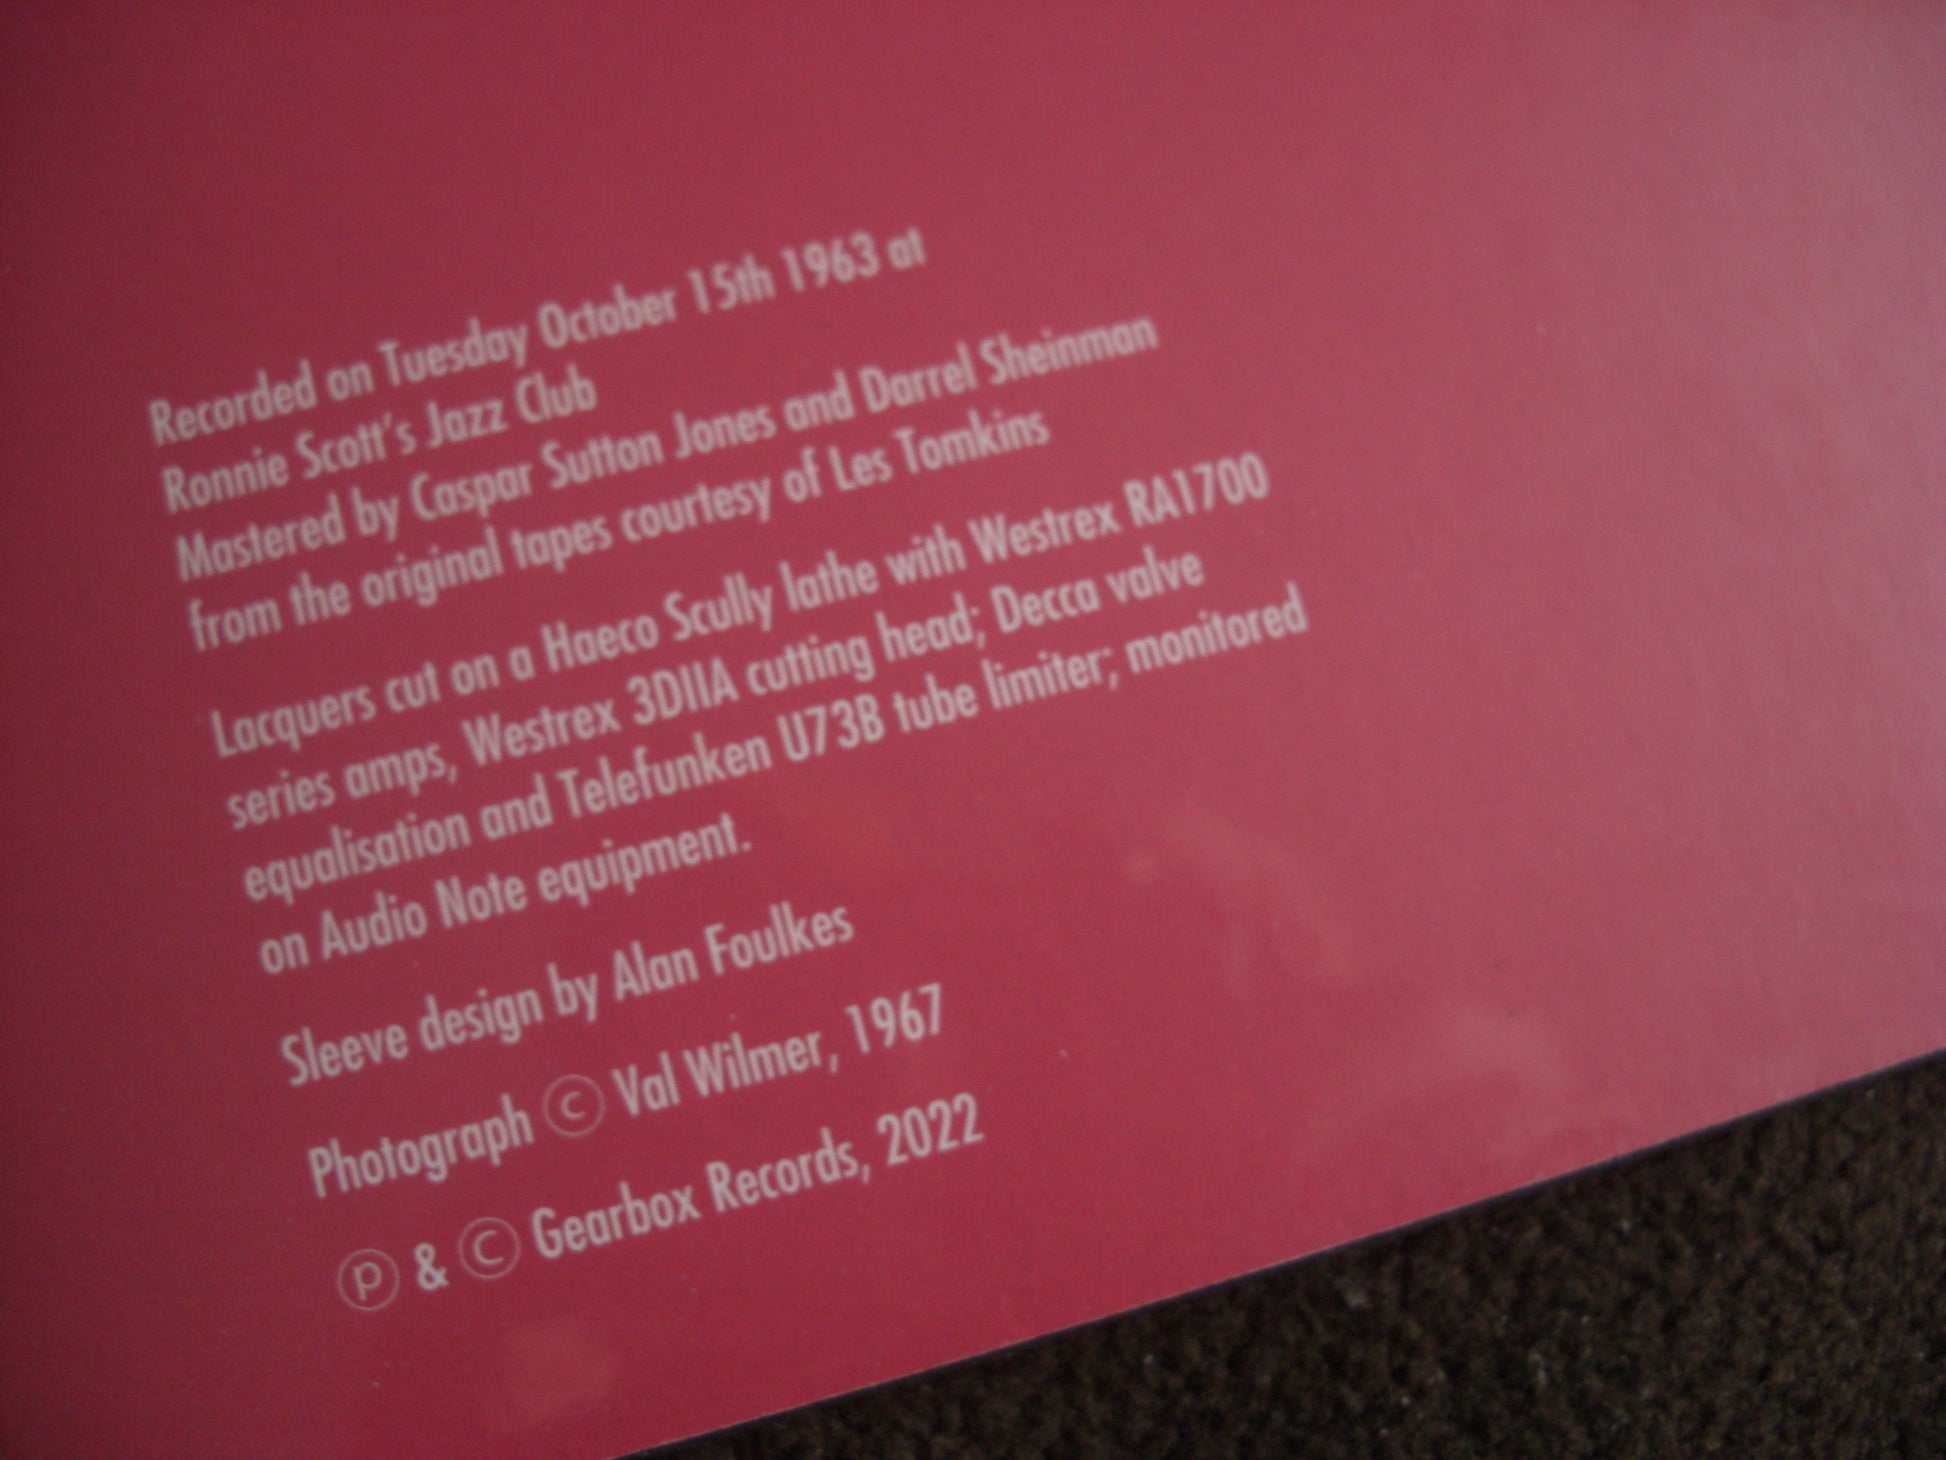 Recorded on Tuesday October 15th 1963 at
Ronnie Scott's Jazz Club
Mastered by Caspar Sutton Jones and Darrel Sheinman
from the original tapes courtesy of Les Tomkins
Lacquers cut on a Haeco Scully lathe with Westrex RA1700
series amps, Westrex 3DIIA cutting head; Decca valve
equalisation and Telefunken U73B tube limiter; monitored
on Audio Note equipment.
Sleeve design by Alan Foulkes
Photograph © Val Wilmer, 1967
℗ & © Gearbox Records, 2022